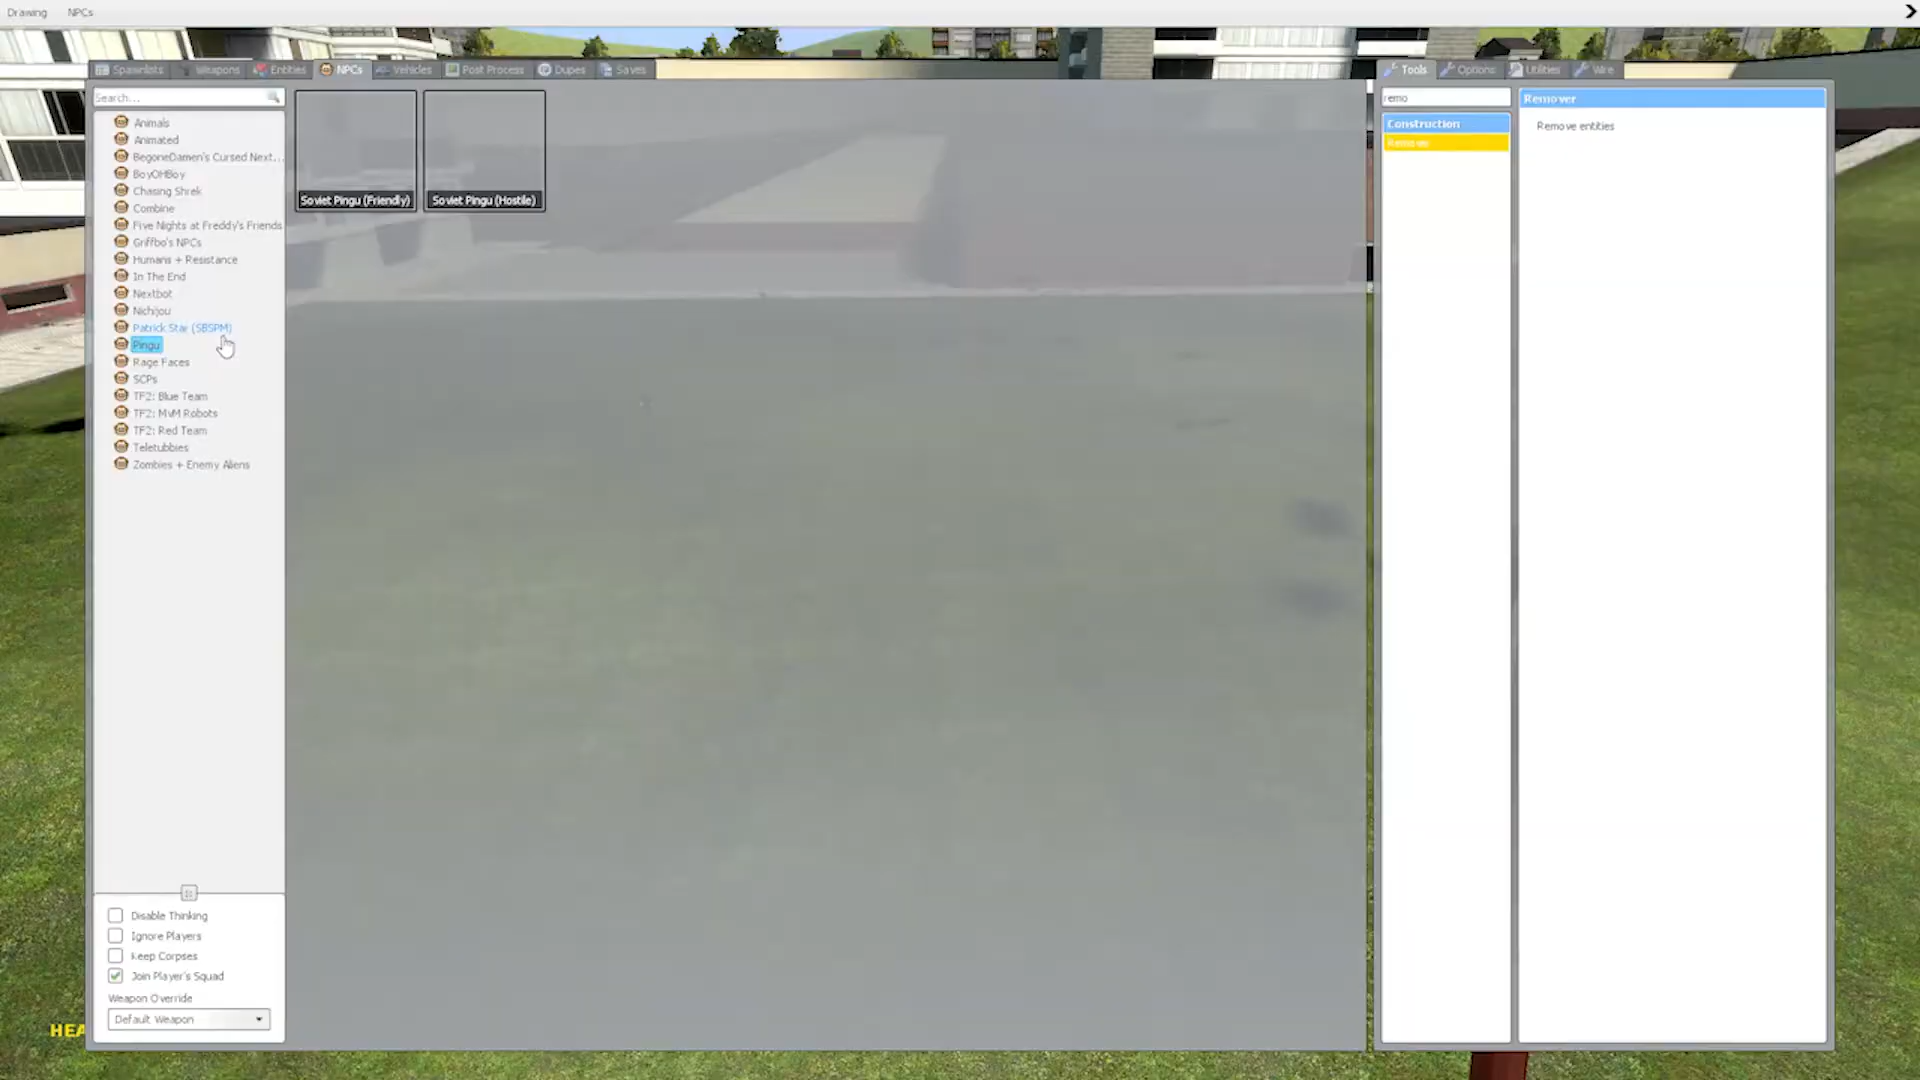 Drawing NPCs
Spawnlists Weapons Entities NPCs Vehicles Post Process Dupes Saves
Tools Options Utilities Wire
Search...
Animals
Animated
BegoneDamen's Cursed Next...
BoyOHBoy
Chasing Shrek
Combine
Five Nights at Freddy's Friends
Griffbo's NPCs
Humans + Resistance
In The End
Nextbot
Nichijou
Patrick Star (SBSPM)
Pingu
Rage Faces
SCPs
TF2: Blue Team
TF2: MvM Robots
TF2: Red Team
Teletubbies
Zombies + Enemy Aliens
Disable Thinking
Ignore Players
Keep Corpses
Join Player's Squad
Weapon Override
Default Weapon
HEA
Soviet Pingu (Friendly)
Soviet Pingu (Hostile)
remo
Construction
Remover
Remover
Remove entities